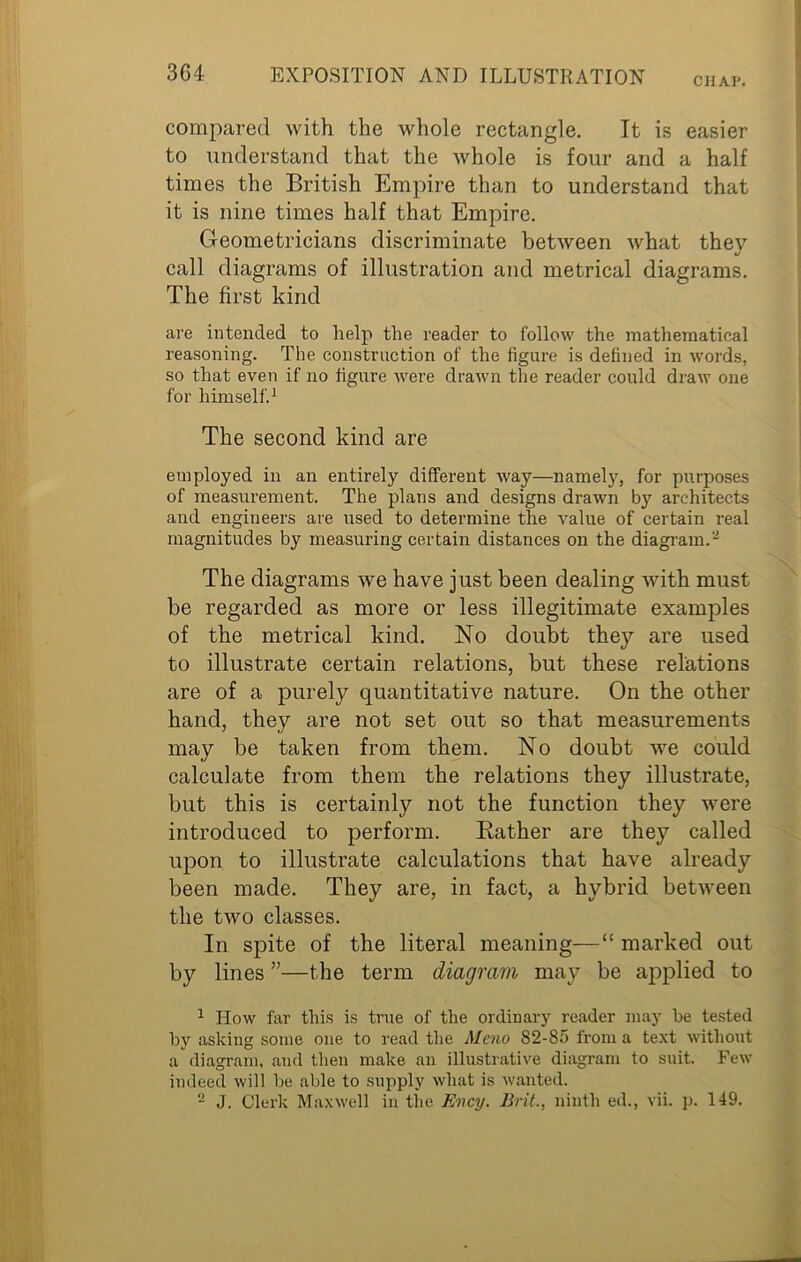 364 EXPOSITION AND ILLUSTRATION CHAP.
compared with the whole rectangle. It is easier
to understand that the whole is four and a half
times the British Empire than to understand that
it is nine times half that Empire.
Geometricians discriminate between what they
call diagrams of illustration and metrical diagrams.
The first kind
are intended to help the reader to follow the mathematical
reasoning. The construction of the figure is defined in words,
so that even if no figure were drawn the reader could draw one
for himself.¹
The second kind are
employed in an entirely different way—namely, for purposes
of measurement. The plans and designs drawn by architects
and engineers are used to determine the value of certain real
magnitudes by measuring certain distances on the diagram.²
The diagrams we have just been dealing with must
be regarded as more or less illegitimate examples
of the metrical kind. No doubt they are used
to illustrate certain relations, but these relations
are of a purely quantitative nature. On the other
hand, they are not set out so that measurements
may be taken from them. No doubt we could
calculate from them the relations they illustrate,
but this is certainly not the function they were
introduced to perform. Rather are they called
upon to illustrate calculations that have already
been made. They are, in fact, a hybrid between
the two classes.
In spite of the literal meaning—“marked out
by lines”—the term diagram may be applied to
¹ How far this is true of the ordinary reader may be tested
by asking some one to read the Meno 82-85 from a text without
a diagram, and then make an illustrative diagram to suit. Few
indeed will be able to supply what is wanted.
² J. Clerk Maxwell in the Ency. Brit., ninth ed., vii. p. 149.